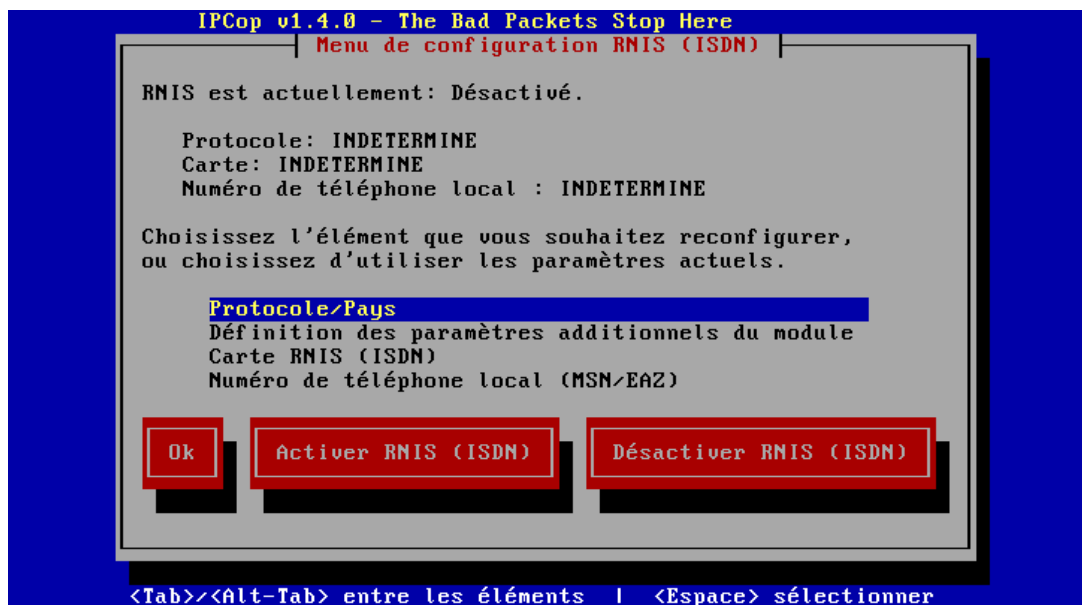 IPCop v1.4.0 - The Bad Packets Stop Here
Menu de configuration RNIS (ISDN)
RNIS est actuellement: Désactivé.
Protocole: INDETERMINE
Carte: INDETERMINE
Numéro de téléphone local : INDETERMINE
Choisissez l'élément que vous souhaitez reconfigurer,
ou choisissez d'utiliser les paramètres actuels.
Protocole/Pays
Définition des paramètres additionnels du module
Carte RNIS (ISDN)
Numéro de téléphone local (MSN/EAZ)
Ok Activer RNIS (ISDN) Désactiver RNIS (ISDN)
<Tab>/<Alt-Tab> entre les éléments | <Espace> sélectionner